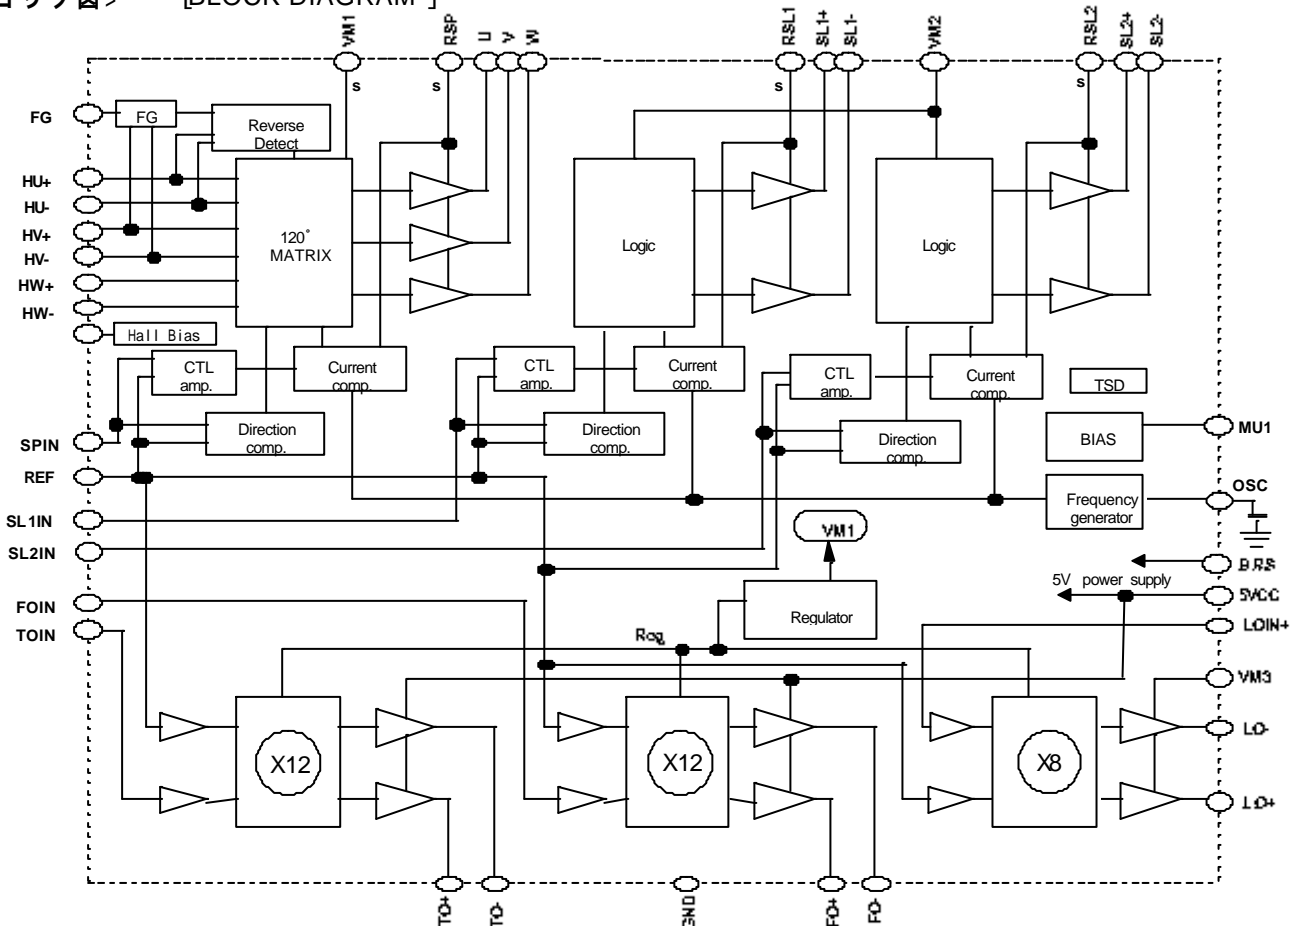 ロック図> [BLOCK DIAGRAM ]
VM1 RSP U V W RSL1 SL1+ SL1- VM2 RSL2 SL2+ SL2-
s s s s
FG FG Reverse
Detect
HU+
HU-
HV+
HV-
HW+
HW-
120°
MATRIX
Logic
Logic
Hall Bias
CTL
amp.
Current
comp.
CTL
amp.
Current
comp.
CTL
amp.
Current
comp.
TSD
Direction
comp.
Direction
comp.
Direction
comp.
BIAS
MU1
SPIN
REF
SL1IN
SL2IN
Frequency
generator
OSC
VM1
BRS
5V power supply
5VCC
FOIN
TOIN
Regulator
Reg
LOIN+
VM3
X12
X12
X8
LO-
LO+
TO+ TO- GND FO+ FO-